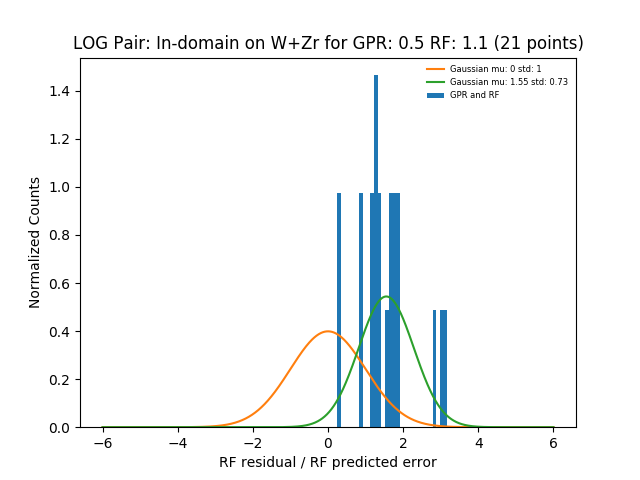 LOG Pair: In-domain on W+Zr for GPR: 0.5 RF: 1.1 (21 points)
Gaussian mu: 0 std: 1
Gaussian mu: 1.55 std: 0.73
GPR and RF
Normalized Counts
1.4
1.2
1.0
0.8
0.6
0.4
0.2
0.0
−6 −4 −2 0 2 4 6
RF residual / RF predicted error